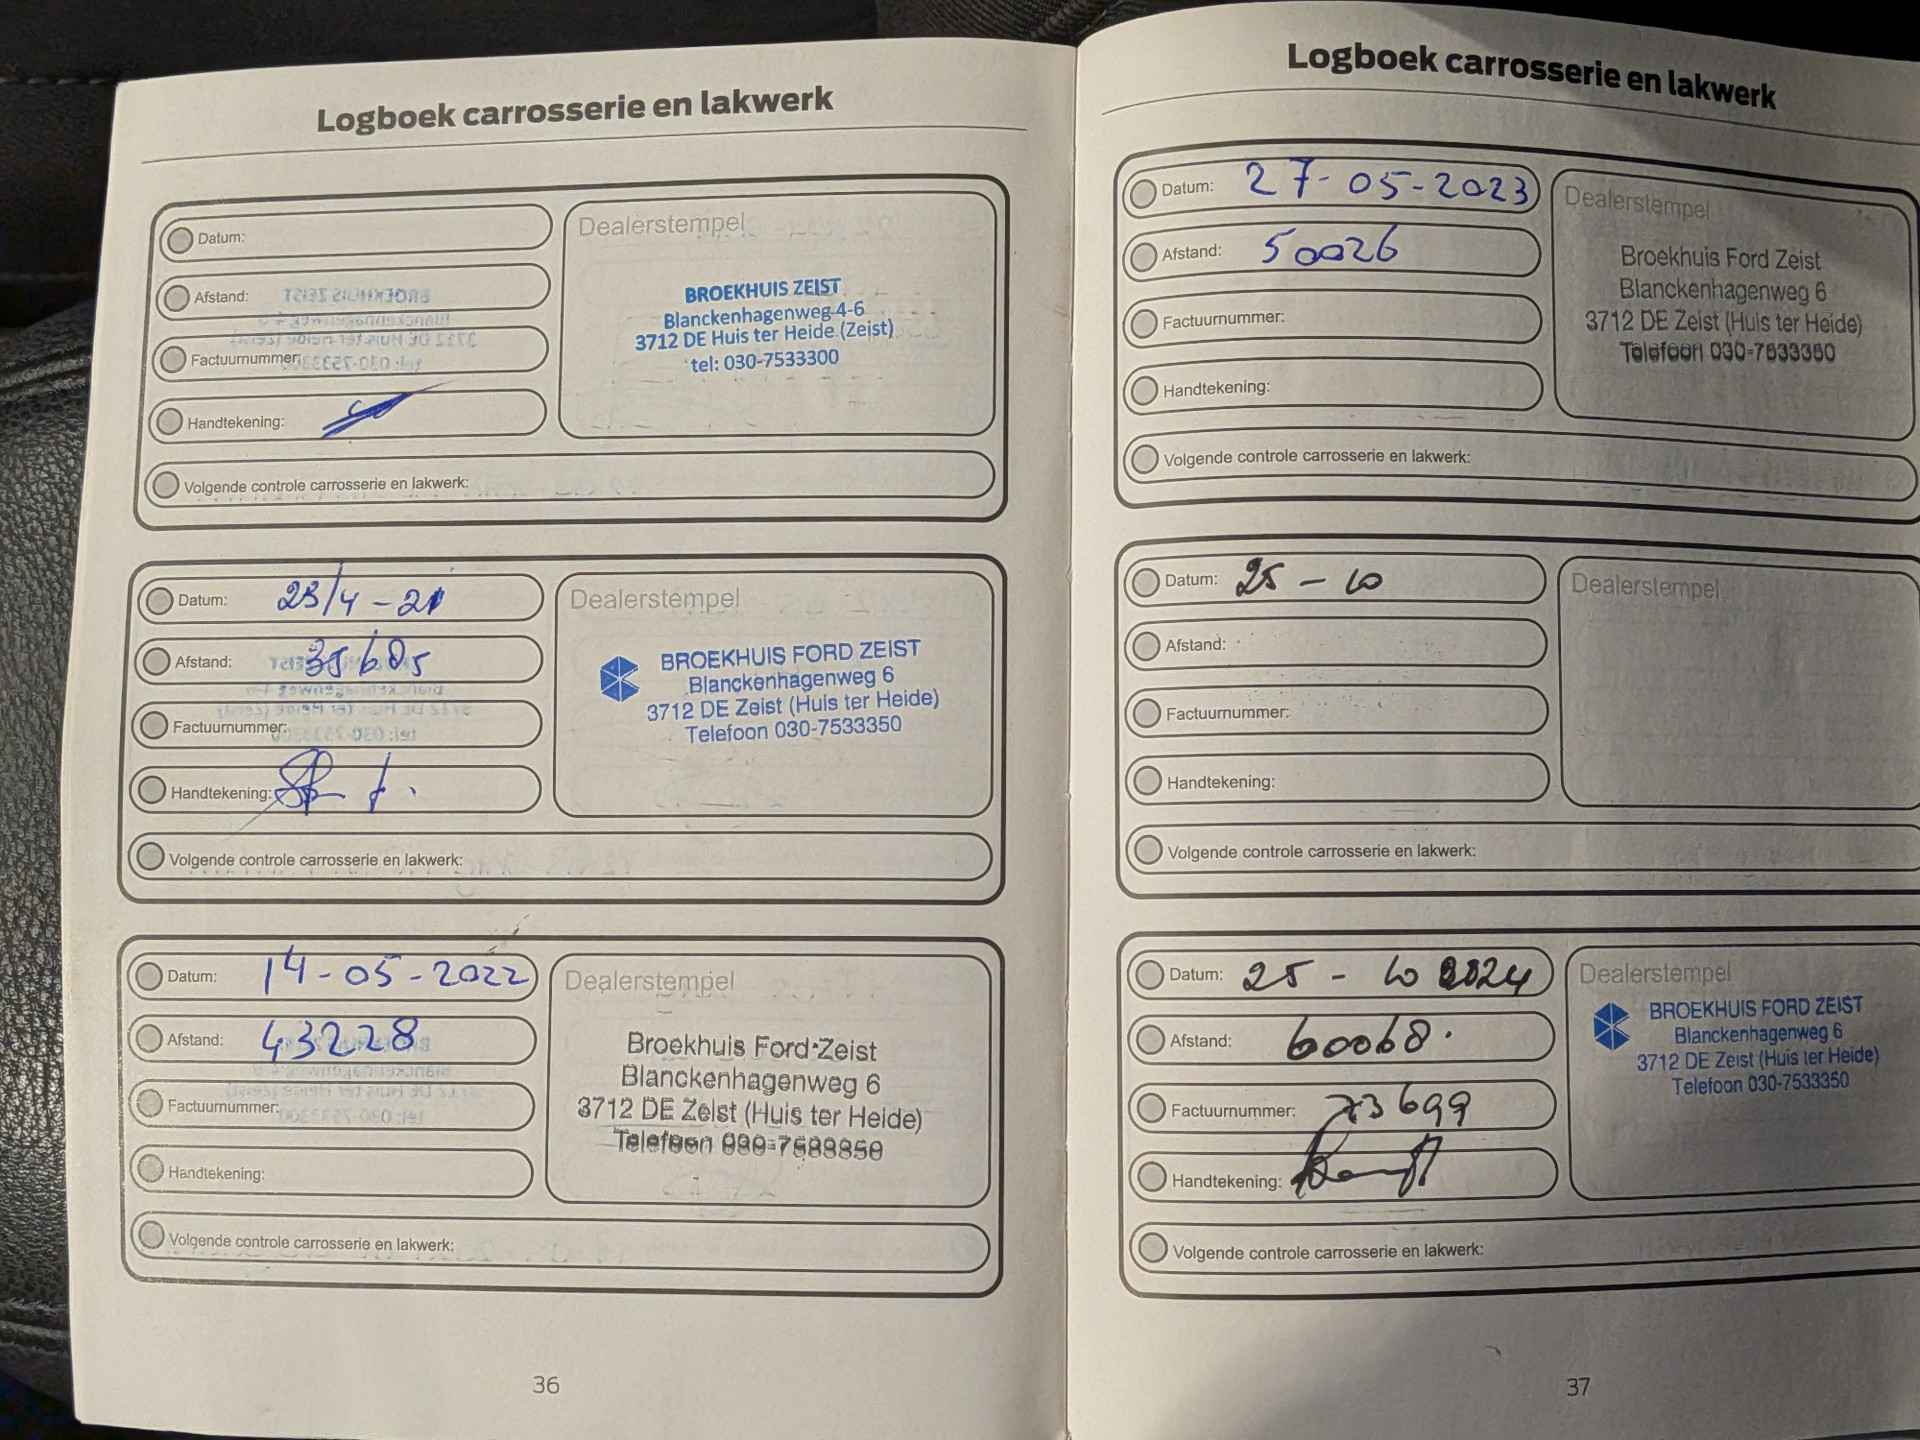 Logboek carrosserie en lakwerk
Datum:
Afstand:
Factuurnummer:
Handtekening:
Volgende controle carrosserie en lakwerk:
Dealerstempel
BROEKHUIS ZEIST
Blanckenhagenweg 4-6
3712 DE Huis ter Heide (Zeist)
tel: 030-7533300
Datum: 23/4-21
Afstand: 35685
Factuurnummer:
Handtekening:
Volgende controle carrosserie en lakwerk:
Dealerstempel
BROEKHUIS FORD ZEIST
Blanckenhagenweg 6
3712 DE Zeist (Huis ter Heide)
Telefoon 030-7533350
Datum: 14-05-2022
Afstand: 43228
Factuurnummer:
Handtekening:
Volgende controle carrosserie en lakwerk:
Dealerstempel
Broekhuis Ford Zeist
Blanckenhagenweg 6
3712 DE Zeist (Huis ter Heide)
Telefoon
36
Logboek carrosserie en lakwerk
Datum: 27-05-2023
Afstand: 50026
Factuurnummer:
Handtekening:
Volgende controle carrosserie en lakwerk:
Dealerstempel
Broekhuis Ford Zeist
Blanckenhagenweg 6
3712 DE Zeist (Huis ter Heide)
Telefoon
Datum: 25-10
Afstand:
Factuurnummer:
Handtekening:
Volgende controle carrosserie en lakwerk:
Dealerstempel
Datum: 25-10 2024
Afstand: 60068.
Factuurnummer: 73699
Handtekening:
Volgende controle carrosserie en lakwerk:
Dealerstempel
BROEKHUIS FORD ZEIST
Blanckenhagenweg 6
3712 DE Zeist (Huis ter Heide)
Telefoon 030-7533350
37